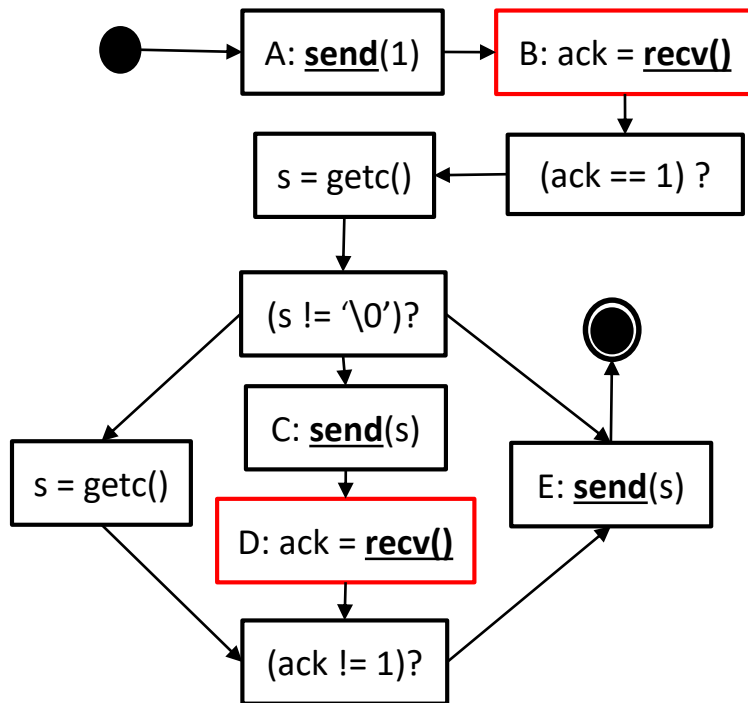 A: send(1)
B: ack = recv()
s = getc()
(ack == 1) ?
(s != ‘\0’)?
C: send(s)
s = getc()
E: send(s)
D: ack = recv()
(ack != 1)?